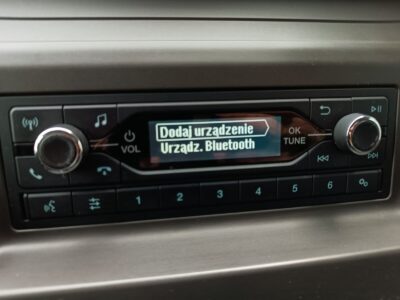 Dodaj urządzenie
Urządz. Bluetooth
VOL
OK
TUNE
1 2 3 4 5 6